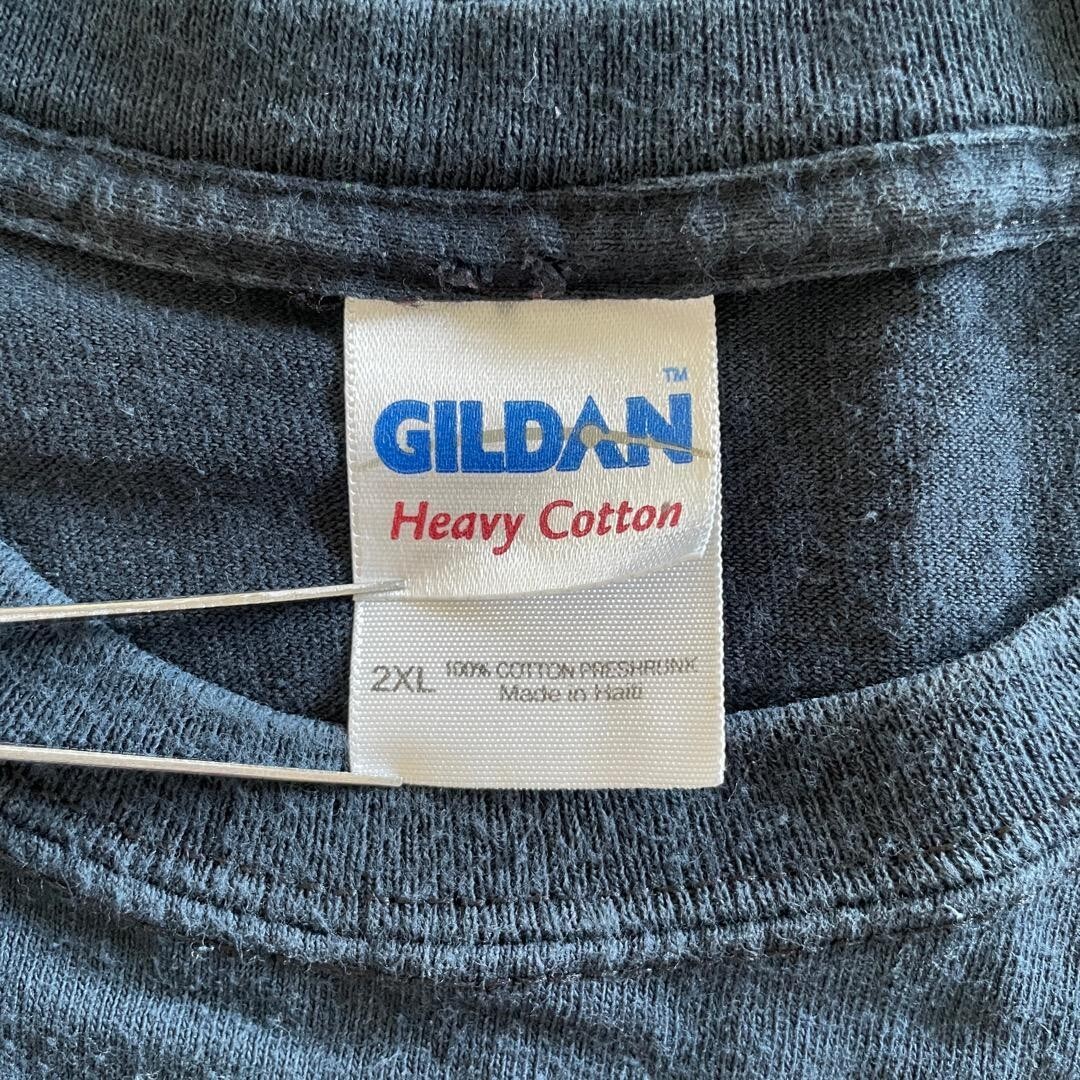 GILDAN™
Heavy Cotton
2XL 100% COTTON PRESHRUNK
Made in Haiti